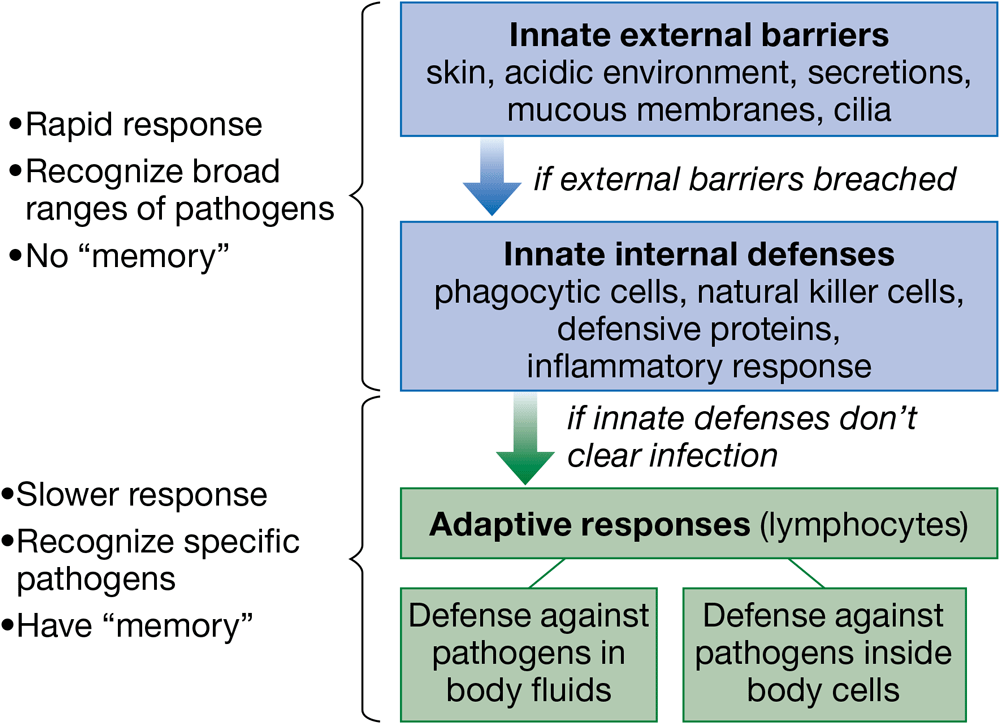 Innate external barriers
skin, acidic environment, secretions,
mucous membranes, cilia
•Rapid response
•Recognize broad
ranges of pathogens
•No “memory”
if external barriers breached
Innate internal defenses
phagocytic cells, natural killer cells,
defensive proteins,
inflammatory response
if innate defenses don’t
clear infection
•Slower response
•Recognize specific
pathogens
•Have “memory”
Adaptive responses (lymphocytes)
Defense against
pathogens in
body fluids
Defense against
pathogens inside
body cells